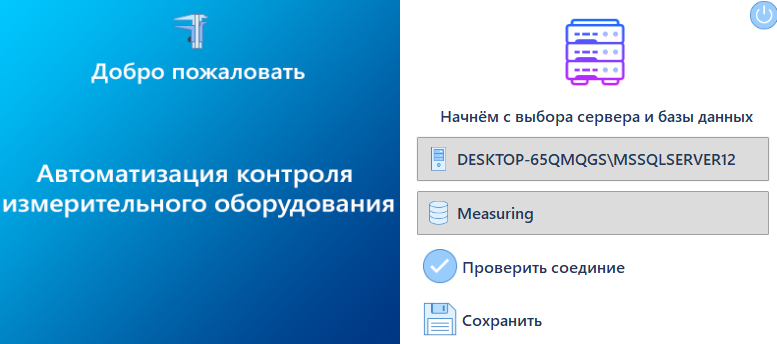 Добро пожаловать
Автоматизация контроля
измерительного оборудования
Начнём с выбора сервера и базы данных
DESKTOP-65QMQGS\MSSQLSERVER12
Measuring
Проверить соединие
Сохранить